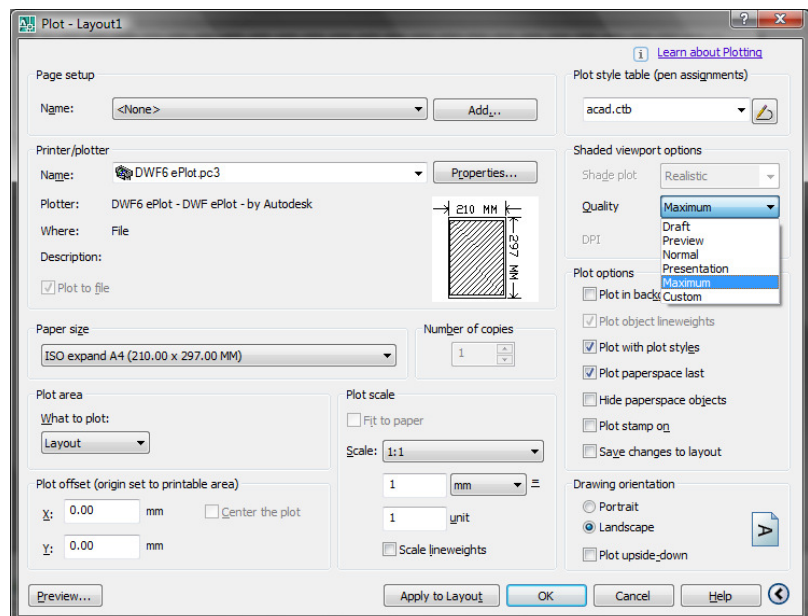 Plot - Layout1
Learn about Plotting
Page setup
Name: <None> Add...
Plot style table (pen assignments)
acad.ctb
Printer/plotter
Name: DWF6 ePlot.pc3 Properties...
Plotter: DWF6 ePlot - DWF ePlot - by Autodesk
Where: File
Description:
Plot to file
210 MM
297 MM
Shaded viewport options
Shade plot Realistic
Quality Maximum
DPI
Draft
Preview
Normal
Presentation
Maximum
Custom
Paper size
ISO expand A4 (210.00 x 297.00 MM)
Number of copies
1
Plot options
Plot in backg
Plot object lineweights
Plot with plot styles
Plot paperspace last
Hide paperspace objects
Plot stamp on
Save changes to layout
Plot area
What to plot:
Layout
Plot scale
Fit to paper
Scale: 1:1
1 mm =
1 unit
Scale lineweights
Plot offset (origin set to printable area)
X: 0.00 mm Center the plot
Y: 0.00 mm
Drawing orientation
Portrait
Landscape
Plot upside-down
A
Preview... Apply to Layout OK Cancel Help